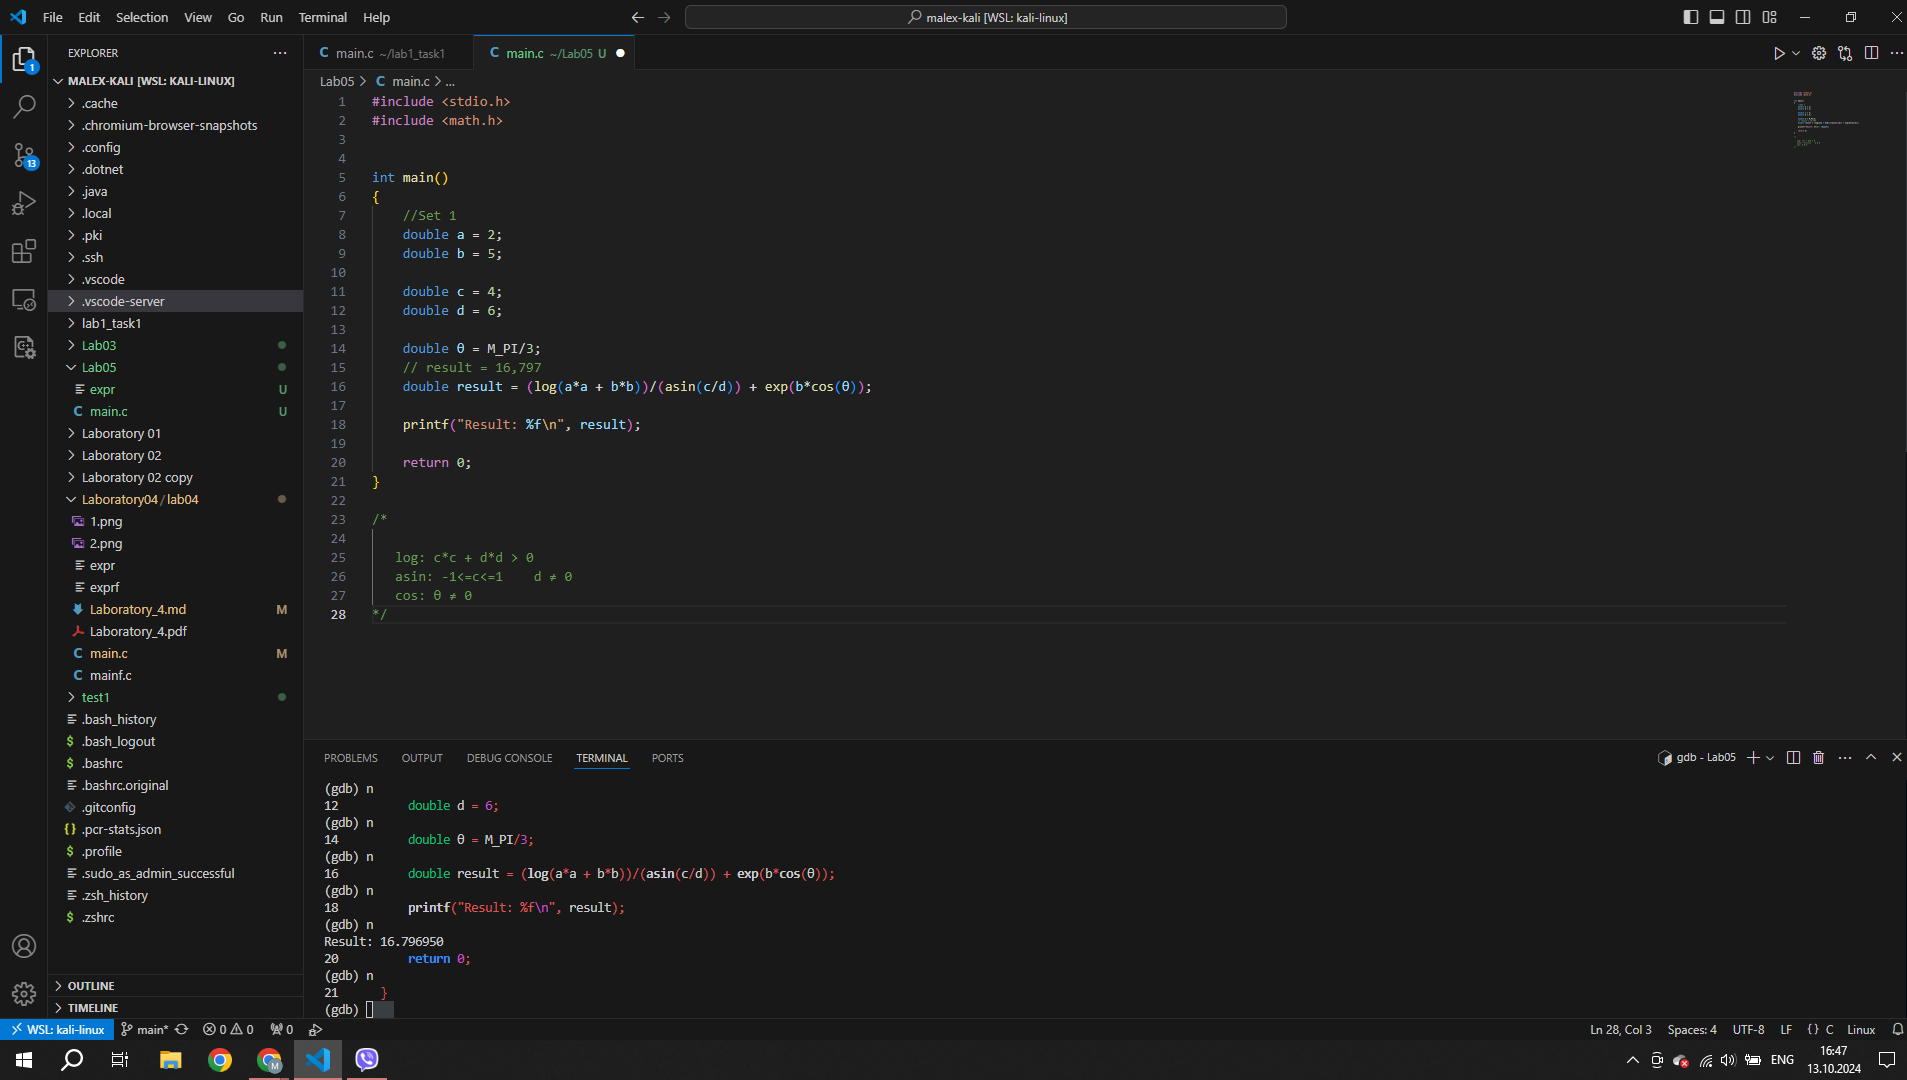 File Edit Selection View Go Run Terminal Help
malex-kali [WSL: kali-linux]
EXPLORER
1
13
MALEX-KALI [WSL: KALI-LINUX]
.cache
.chromium-browser-snapshots
.config
.dotnet
.java
.local
.pki
.ssh
.vscode
.vscode-server
lab1_task1
Lab03
Lab05
expr U
C main.c U
Laboratory 01
Laboratory 02
Laboratory 02 copy
Laboratory04 / lab04
1.png
2.png
expr
exprf
Laboratory_4.md M
Laboratory_4.pdf
C main.c M
C mainf.c
test1
.bash_history
$ .bash_logout
$ .bashrc
.bashrc.original
.gitconfig
{} .pcr-stats.json
$ .profile
.sudo_as_admin_successful
.zsh_history
$ .zshrc
OUTLINE
TIMELINE
C main.c ~/lab1_task1
C main.c ~/Lab05 U
Lab05 > C main.c > ...
1 #include <stdio.h>
2 #include <math.h>
3
4
5 int main()
6 {
7 //Set 1
8 double a = 2;
9 double b = 5;
10
11 double c = 4;
12 double d = 6;
13
14 double θ = M_PI/3;
15 // result = 16,797
16 double result = (log(a*a + b*b))/(asin(c/d)) + exp(b*cos(θ));
17
18 printf("Result: %f\n", result);
19
20 return 0;
21 }
22
23 /*
24
25 log: c*c + d*d > 0
26 asin: -1<=c<=1 d ≠ 0
27 cos: θ ≠ 0
28 */
PROBLEMS OUTPUT DEBUG CONSOLE TERMINAL PORTS
gdb - Lab05
(gdb) n
12 double d = 6;
(gdb) n
14 double θ = M_PI/3;
(gdb) n
16 double result = (log(a*a + b*b))/(asin(c/d)) + exp(b*cos(θ));
(gdb) n
18 printf("Result: %f\n", result);
(gdb) n
Result: 16.796950
20 return 0;
(gdb) n
21 }
(gdb)
WSL: kali-linux main* 0 0 0
Ln 28, Col 3 Spaces: 4 UTF-8 LF {} C Linux
M
ENG
16:47
13.10.2024